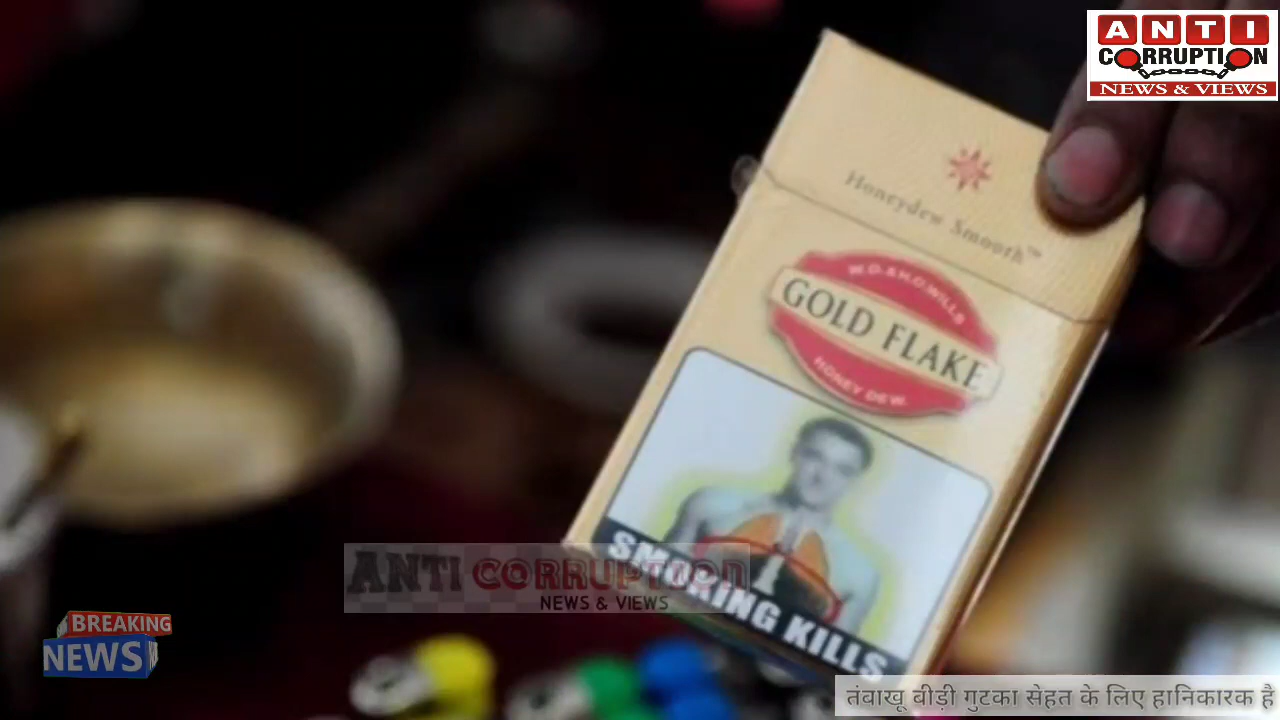 ANTI
CORRUPTION
NEWS & VIEWS
Honeydew Smooth™
W.D.& H.O.WILLS
GOLD FLAKE
HONEY DEW.
SMOKING KILLS
ANTI CORRUPTION
NEWS & VIEWS
BREAKING
NEWS
तंवाखू बीड़ी गुटका सेहत के लिए हानिकारक है